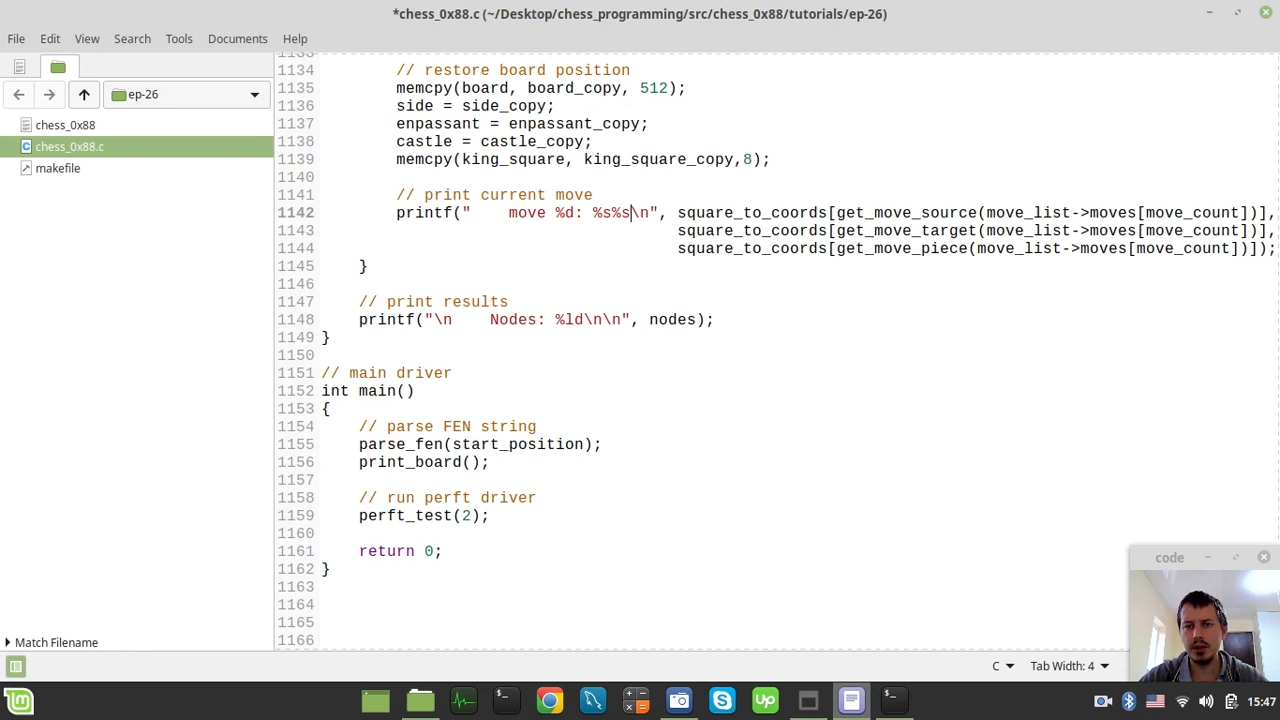 *chess_0x88.c (~/Desktop/chess_programming/src/chess_0x88/tutorials/ep-26)
File Edit View Search Tools Documents Help
ep-26
chess_0x88
chess_0x88.c
makefile
Match Filename
1133
1134 // restore board position
1135 memcpy(board, board_copy, 512);
1136 side = side_copy;
1137 enpassant = enpassant_copy;
1138 castle = castle_copy;
1139 memcpy(king_square, king_square_copy,8);
1140
1141 // print current move
1142 printf("    move %d: %s%s\n", square_to_coords[get_move_source(move_list->moves[move_count])],
1143 square_to_coords[get_move_target(move_list->moves[move_count])],
1144 square_to_coords[get_move_piece(move_list->moves[move_count])]);
1145 }
1146
1147 // print results
1148 printf("\n    Nodes: %ld\n\n", nodes);
1149 }
1150
1151 // main driver
1152 int main()
1153 {
1154 // parse FEN string
1155 parse_fen(start_position);
1156 print_board();
1157
1158 // run perft driver
1159 perft_test(2);
1160
1161 return 0;
1162 }
1163
1164
1165
1166
code
C Tab Width: 4
15:47